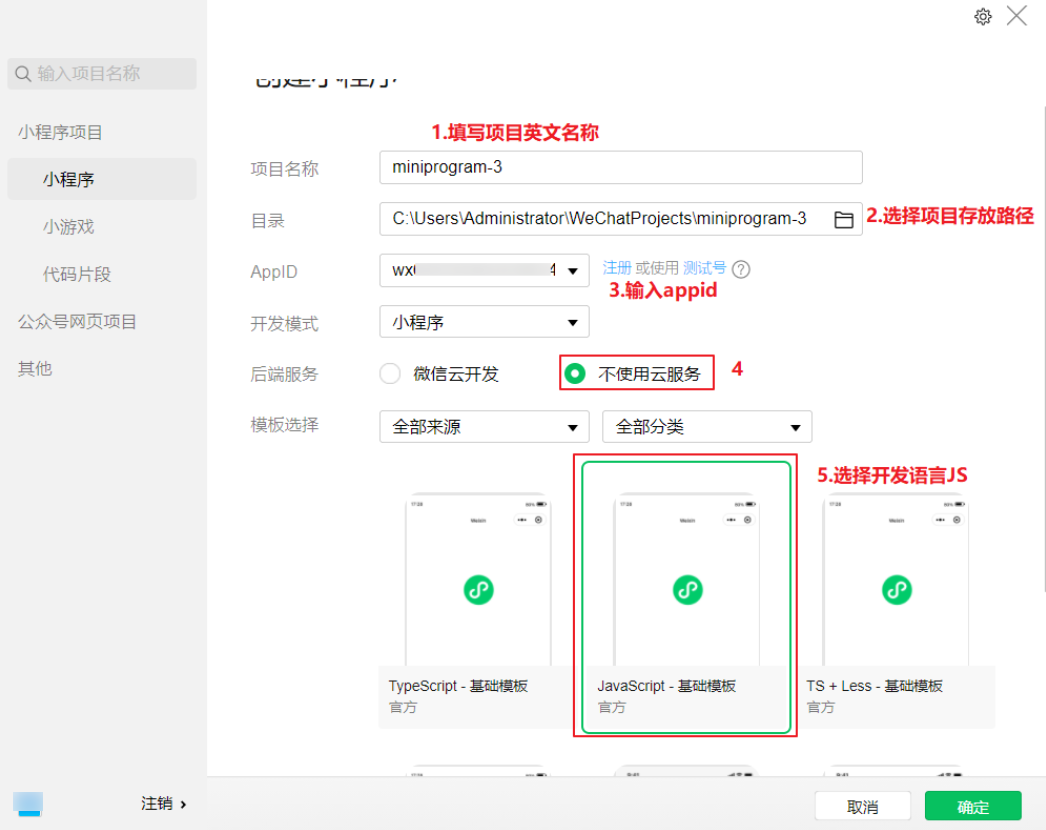 输入项目名称
小程序项目
小程序
小游戏
代码片段
公众号网页项目
其他
注销
创建小程序
1.填写项目英文名称
项目名称 miniprogram-3
目录 C:\Users\Administrator\WeChatProjects\miniprogram-3 2.选择项目存放路径
AppID wx 注册 或使用 测试号 ?
3.输入appid
开发模式 小程序
后端服务 微信云开发 不使用云服务 4
模板选择 全部来源 全部分类
5.选择开发语言JS
TypeScript - 基础模板
官方
JavaScript - 基础模板
官方
TS + Less - 基础模板
官方
取消 确定